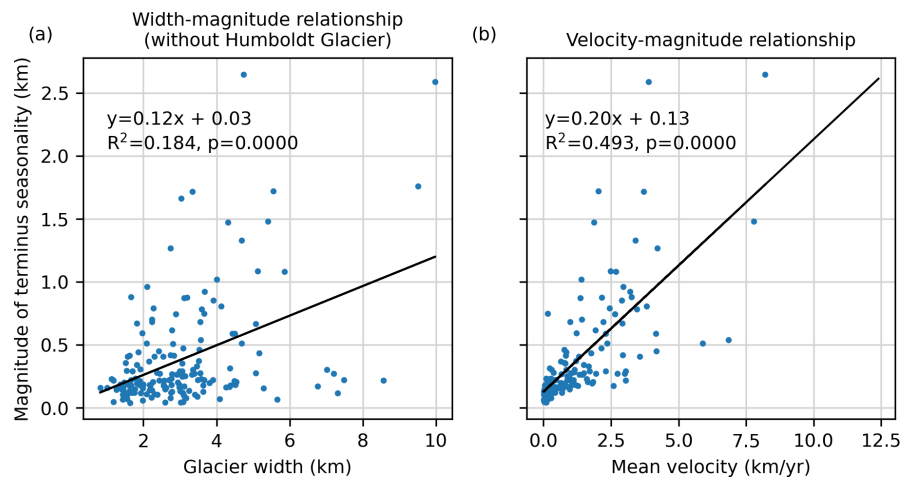 (a)
Width-magnitude relationship
(without Humboldt Glacier)
Magnitude of terminus seasonality (km)
2.5
2.0
1.5
1.0
0.5
0.0
y=0.12x + 0.03
R²=0.184, p=0.0000
2 4 6 8 10
Glacier width (km)
(b)
Velocity-magnitude relationship
y=0.20x + 0.13
R²=0.493, p=0.0000
0.0 2.5 5.0 7.5 10.0 12.5
Mean velocity (km/yr)